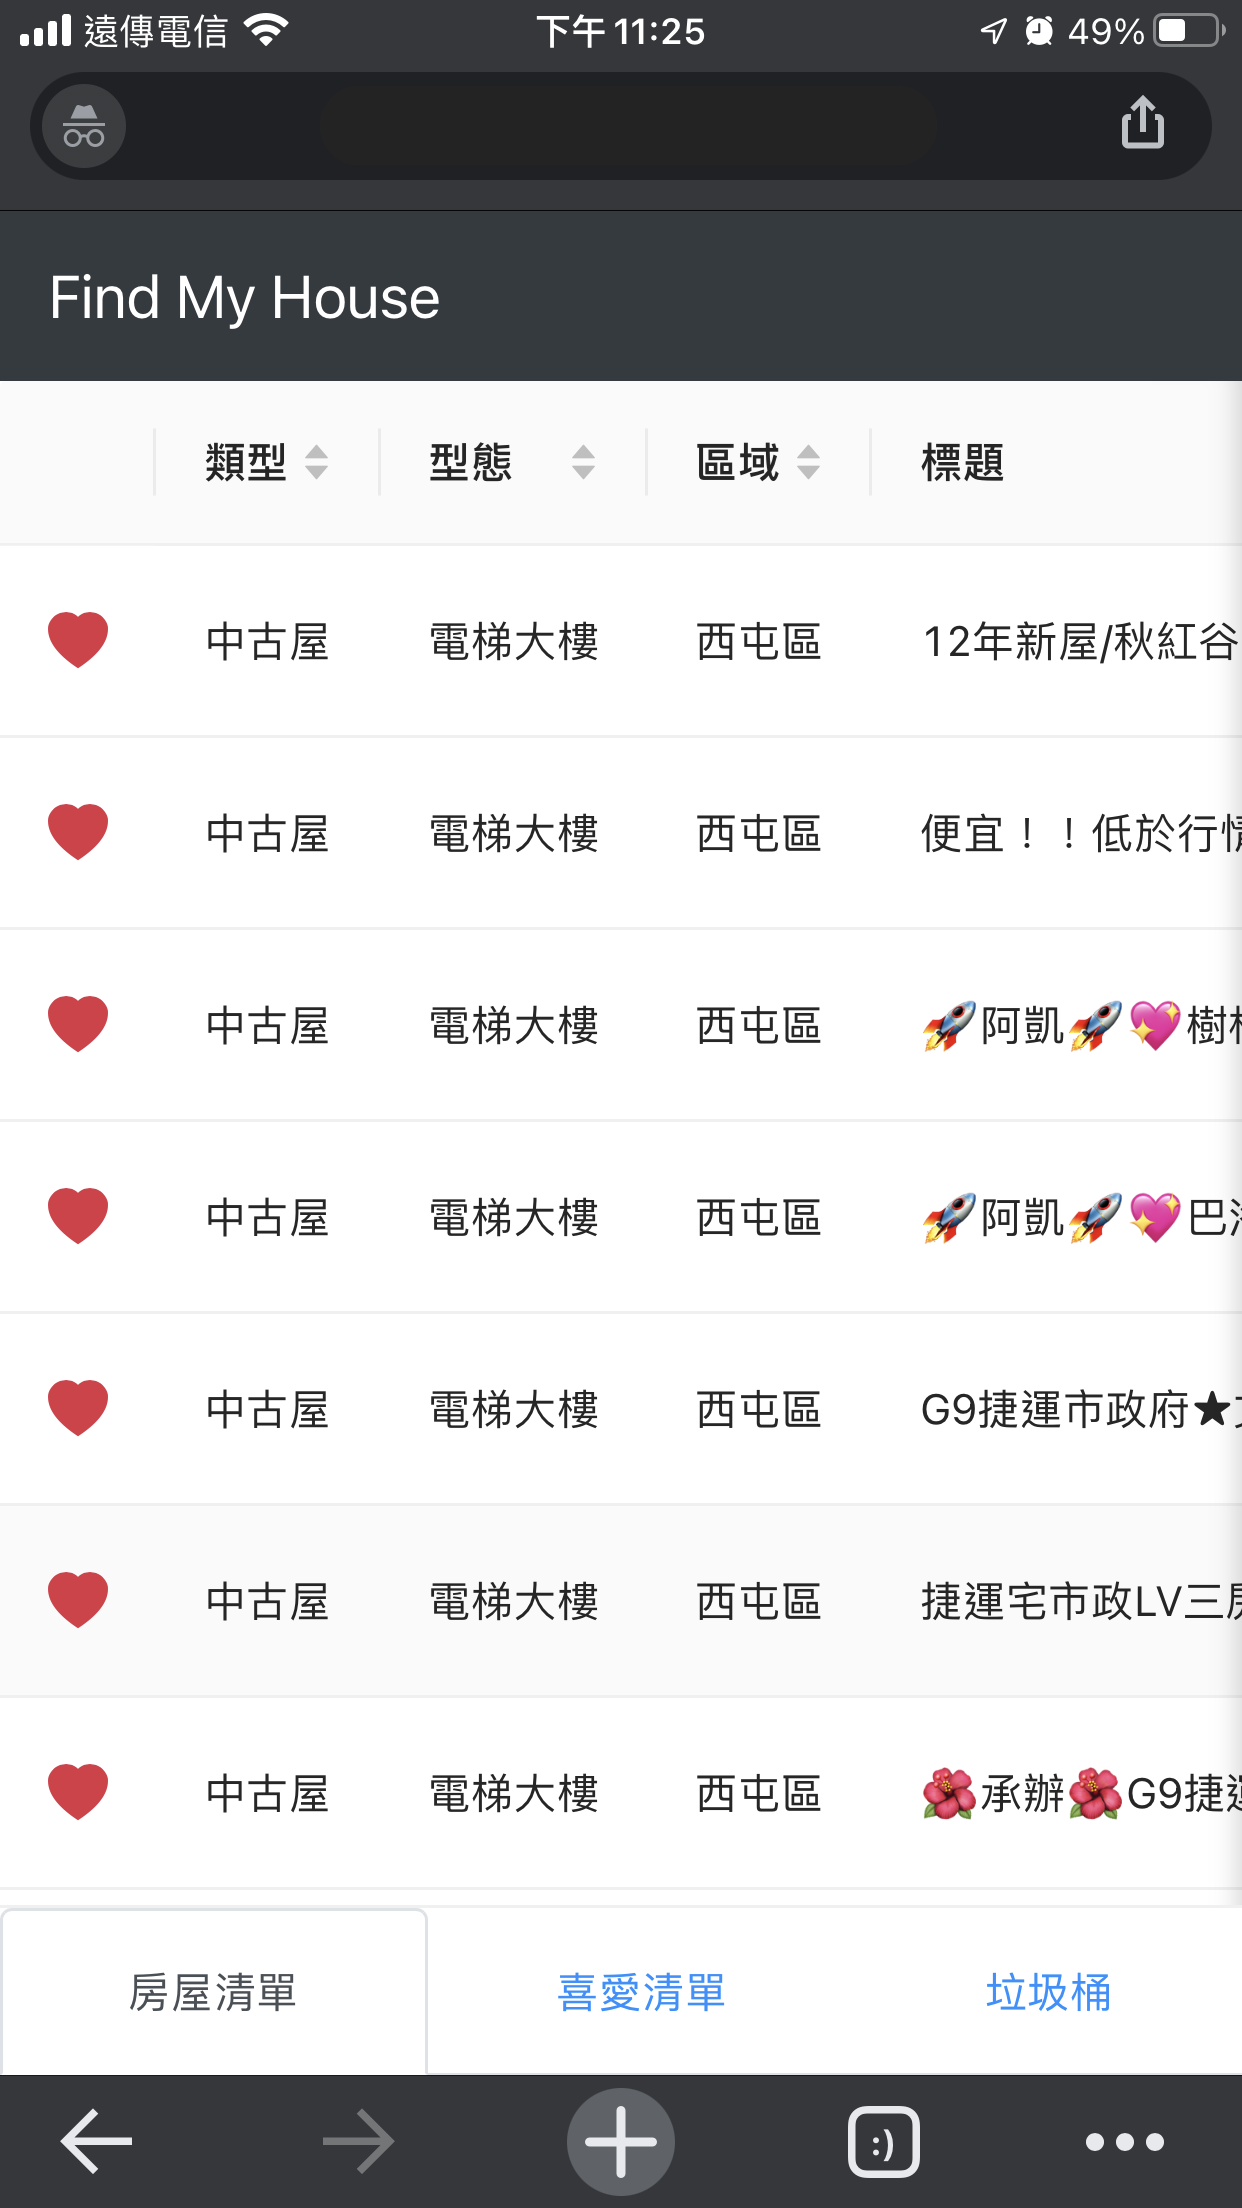 遠傳電信 下午 11:25 49%
Find My House
類型 型態 區域 標題
中古屋 電梯大樓 西屯區 12年新屋/秋紅谷
中古屋 電梯大樓 西屯區 便宜！！低於行情
中古屋 電梯大樓 西屯區 🚀阿凱🚀💖樹
中古屋 電梯大樓 西屯區 🚀阿凱🚀💖巴
中古屋 電梯大樓 西屯區 G9捷運市政府★
中古屋 電梯大樓 西屯區 捷運宅市政LV三房
中古屋 電梯大樓 西屯區 🌺承辦🌺G9捷運
房屋清單 喜愛清單 垃圾桶
:)